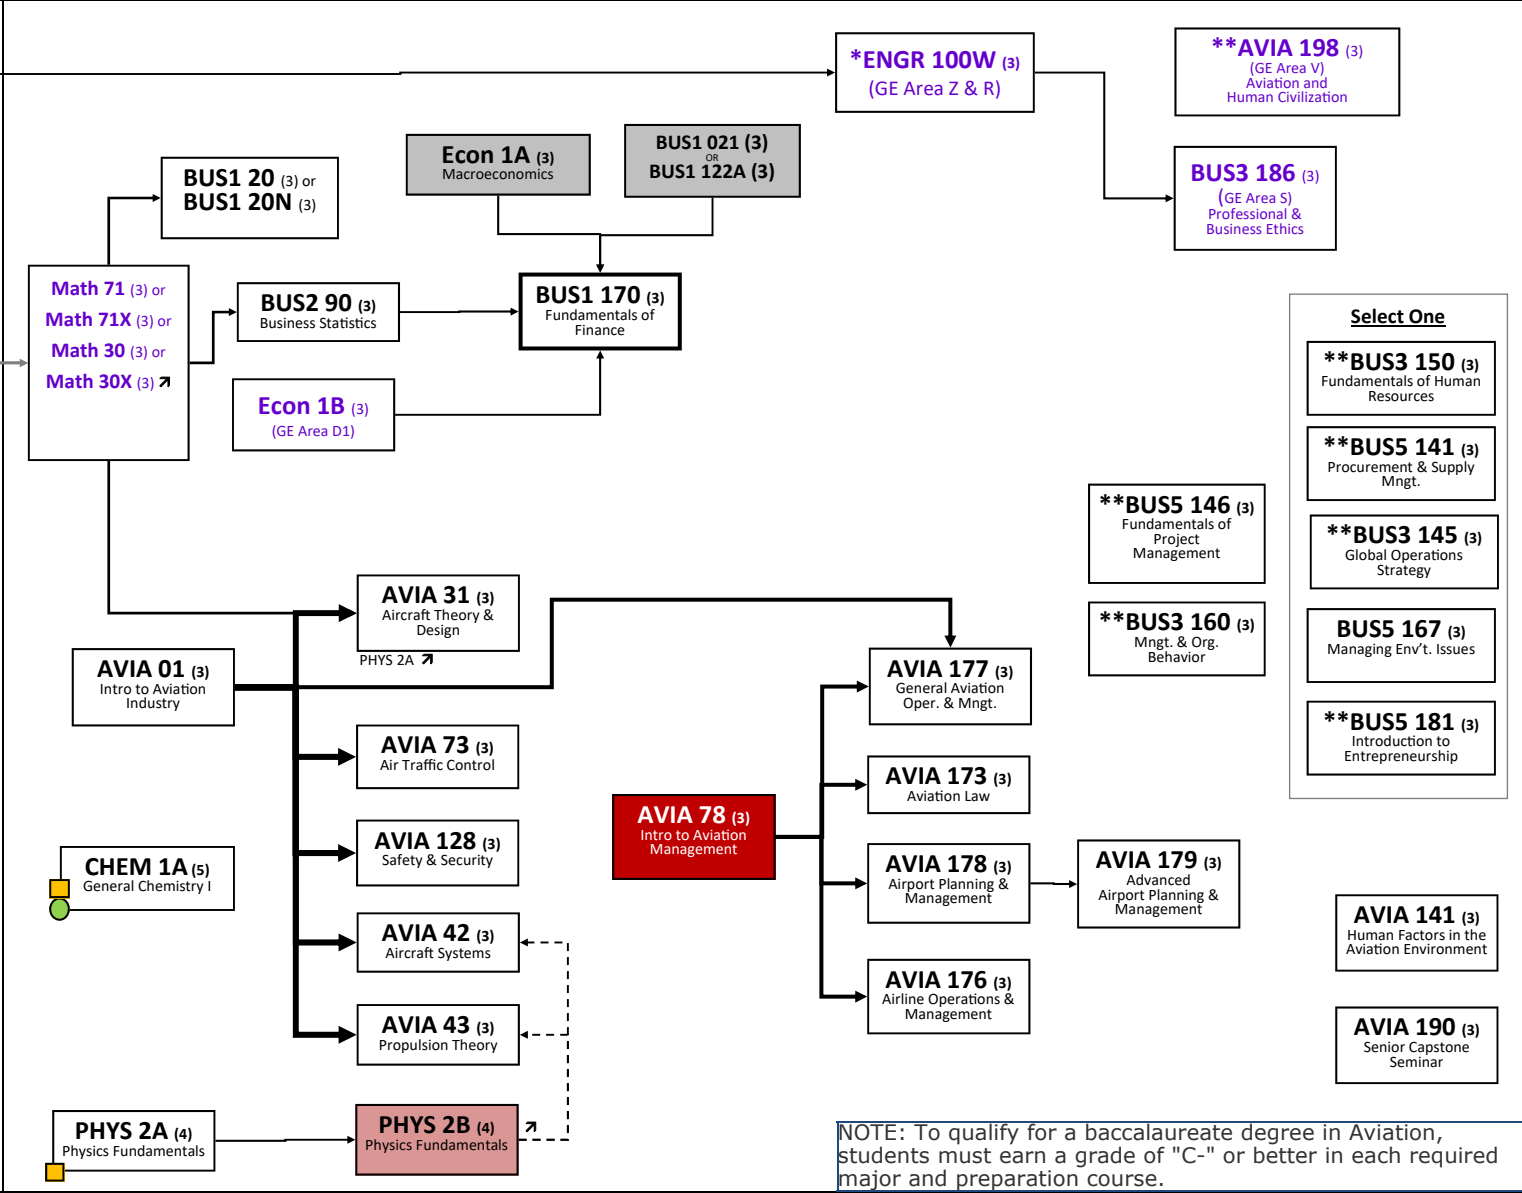 *ENGR 100W (3)
(GE Area Z & R)
**AVIA 198 (3)
(GE Area V)
Aviation and
Human Civilization
Econ 1A (3)
Macroeconomics
BUS1 021 (3)
OR
BUS1 122A (3)
BUS1 20 (3) or
BUS1 20N (3)
BUS3 186 (3)
(GE Area S)
Professional &
Business Ethics
Math 71 (3) or
Math 71X (3) or
Math 30 (3) or
Math 30X (3)
BUS2 90 (3)
Business Statistics
BUS1 170 (3)
Fundamentals of
Finance
Econ 1B (3)
(GE Area D1)
Select One
**BUS3 150 (3)
Fundamentals of Human
Resources
**BUS5 141 (3)
Procurement & Supply
Mngt.
**BUS3 145 (3)
Global Operations
Strategy
BUS5 167 (3)
Managing Env't. Issues
**BUS5 181 (3)
Introduction to
Entrepreneurship
**BUS5 146 (3)
Fundamentals of
Project
Management
**BUS3 160 (3)
Mngt. & Org.
Behavior
AVIA 31 (3)
Aircraft Theory &
Design
PHYS 2A
AVIA 01 (3)
Intro to Aviation
Industry
AVIA 73 (3)
Air Traffic Control
AVIA 128 (3)
Safety & Security
AVIA 42 (3)
Aircraft Systems
AVIA 43 (3)
Propulsion Theory
CHEM 1A (5)
General Chemistry I
PHYS 2A (4)
Physics Fundamentals
PHYS 2B (4)
Physics Fundamentals
AVIA 78 (3)
Intro to Aviation
Management
AVIA 177 (3)
General Aviation
Oper. & Mngt.
AVIA 173 (3)
Aviation Law
AVIA 178 (3)
Airport Planning &
Management
AVIA 179 (3)
Advanced
Airport Planning &
Management
AVIA 176 (3)
Airline Operations &
Management
AVIA 141 (3)
Human Factors in the
Aviation Environment
AVIA 190 (3)
Senior Capstone
Seminar
NOTE: To qualify for a baccalaureate degree in Aviation,
students must earn a grade of "C-" or better in each required
major and preparation course.